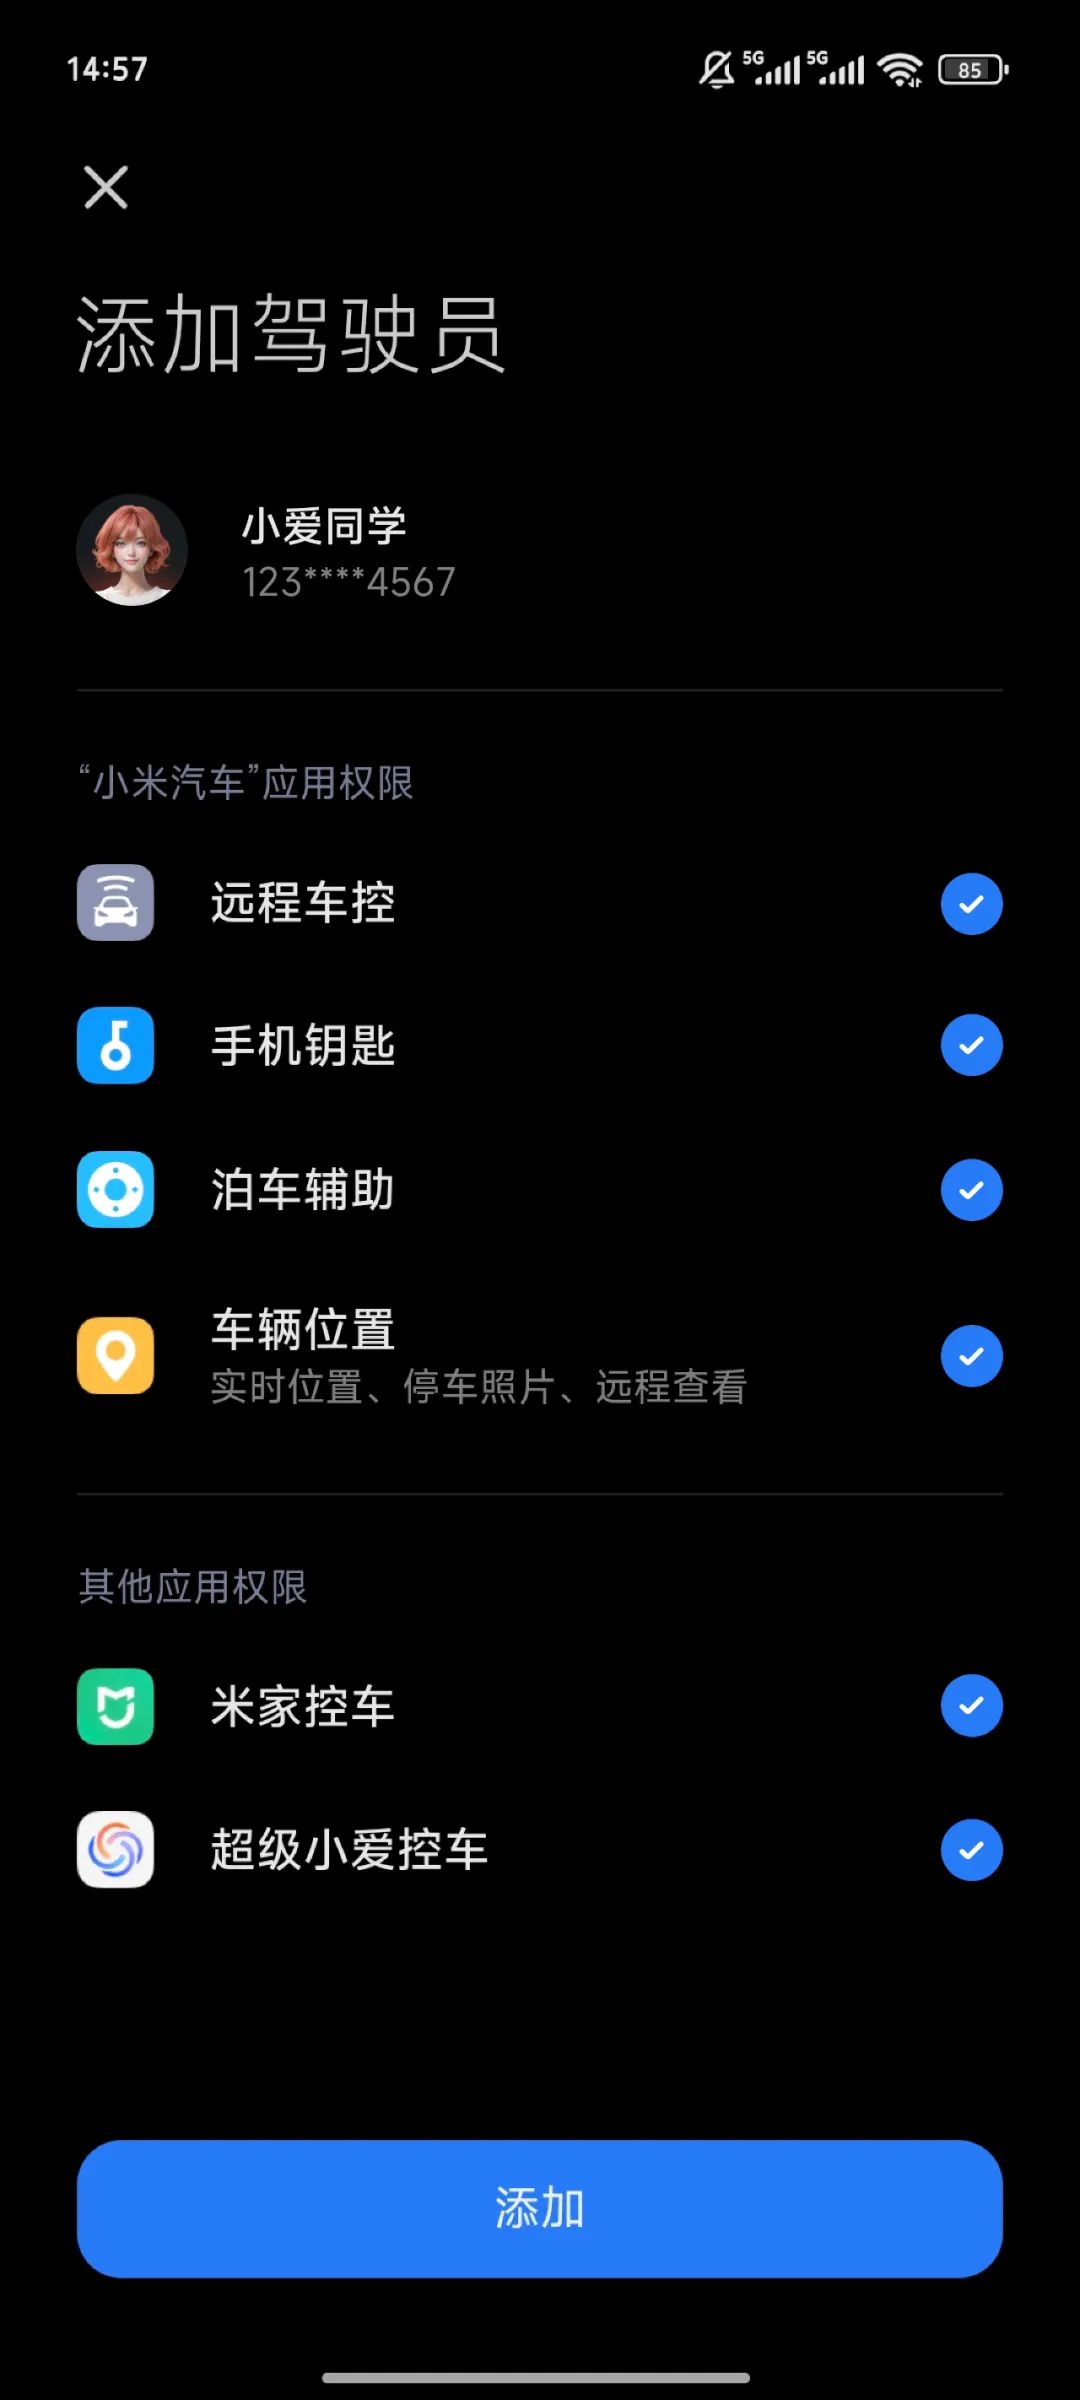 14:57
5G 5G 85
添加驾驶员
小爱同学
123****4567
“小米汽车”应用权限
远程车控
手机钥匙
泊车辅助
车辆位置
实时位置、停车照片、远程查看
其他应用权限
米家控车
超级小爱控车
添加